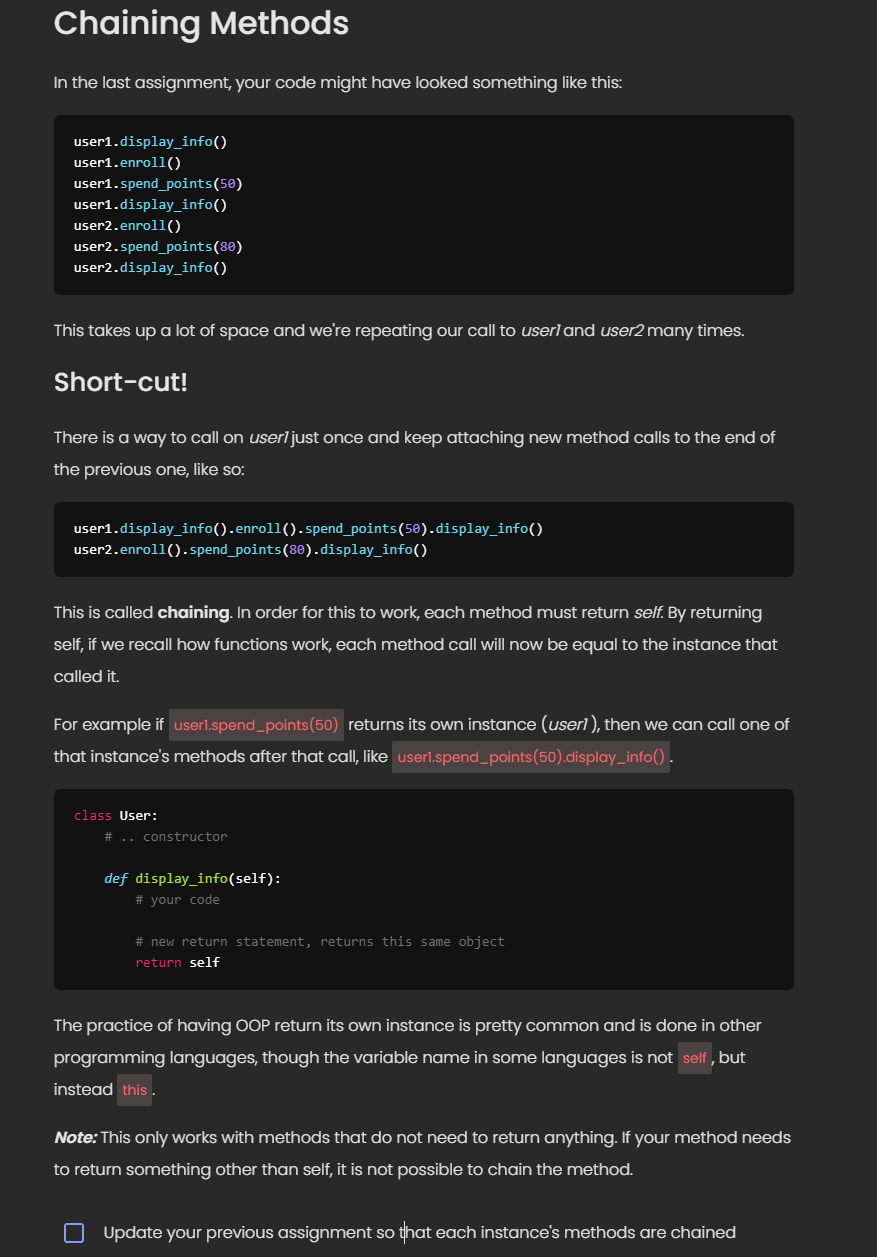 Chaining Methods
In the last assignment, your code might have looked something like this:
user1.display_info()
user1.enroll()
user1.spend_points(50)
user1.display_info()
user2.enroll()
user2.spend_points(80)
user2.display_info()
This takes up a lot of space and we're repeating our call to user1 and user2 many times.
Short-cut!
There is a way to call on user1 just once and keep attaching new method calls to the end of
the previous one, like so:
user1.display_info().enroll().spend_points(50).display_info()
user2.enroll().spend_points(80).display_info()
This is called chaining. In order for this to work, each method must return self. By returning
self, if we recall how functions work, each method call will now be equal to the instance that
called it.
For example if user1.spend_points(50) returns its own instance (user1 ), then we can call one of
that instance's methods after that call, like user1.spend_points(50).display_info() .
class User:
    # .. constructor
    def display_info(self):
        # your code
        # new return statement, returns this same object
        return self
The practice of having OOP return its own instance is pretty common and is done in other
programming languages, though the variable name in some languages is not self , but
instead this .
Note: This only works with methods that do not need to return anything. If your method needs
to return something other than self, it is not possible to chain the method.
Update your previous assignment so that each instance's methods are chained